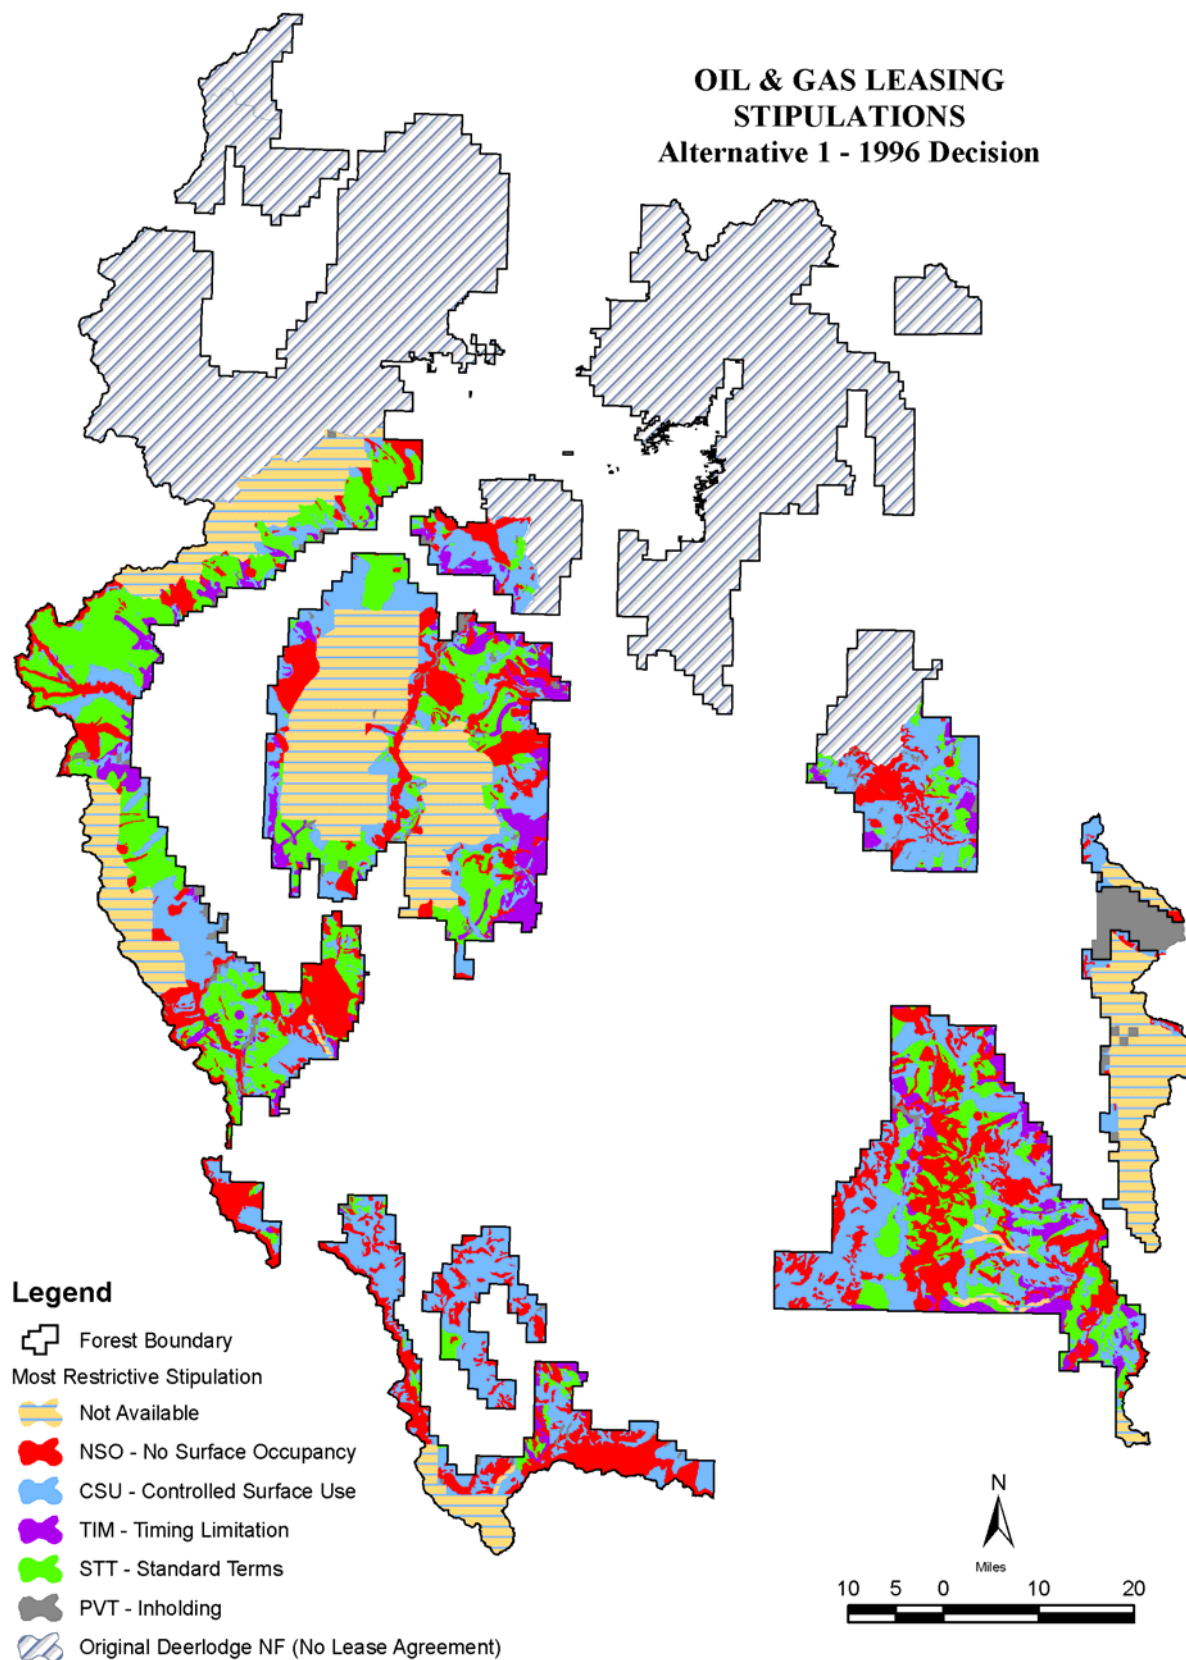 OIL & GAS LEASING
STIPULATIONS
Alternative 1 - 1996 Decision
Legend
Forest Boundary
Most Restrictive Stipulation
Not Available
NSO - No Surface Occupancy
CSU - Controlled Surface Use
TIM - Timing Limitation
STT - Standard Terms
PVT - Inholding
Original Deerlodge NF (No Lease Agreement)
N
Miles
10 5 0 10 20